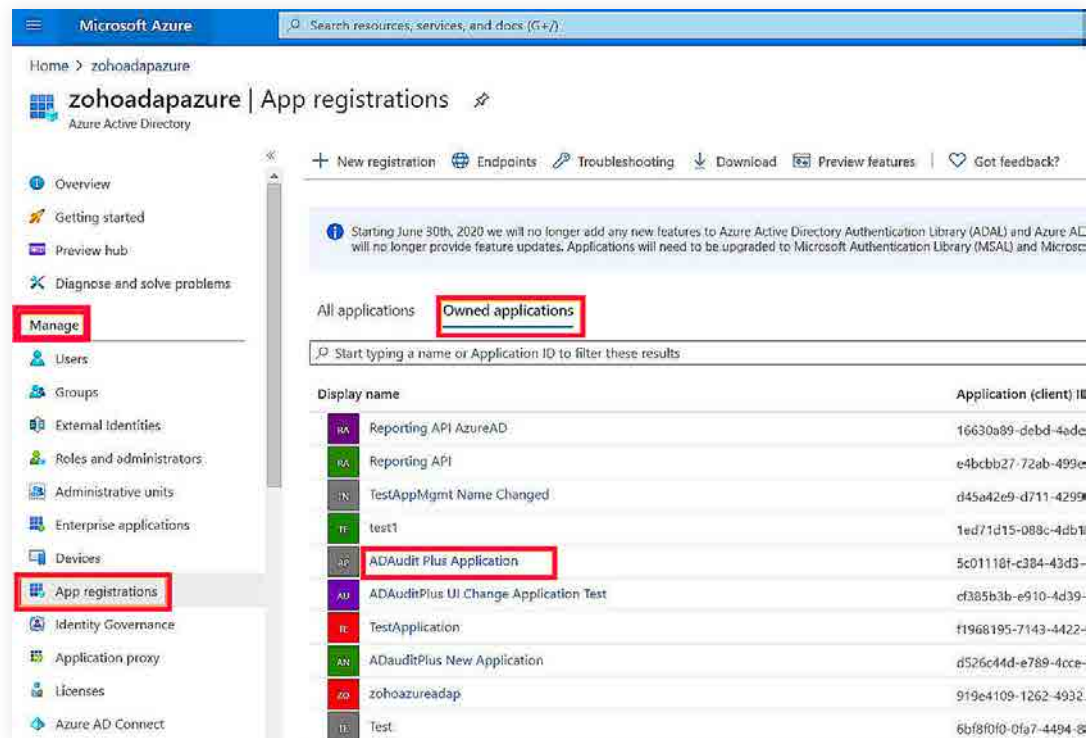 Microsoft Azure
Search resources, services, and docs (G+/)
Home > zohoadapazure
zohoadapazure | App registrations
Azure Active Directory
Overview
Getting started
Preview hub
Diagnose and solve problems
Manage
Users
Groups
External Identities
Roles and administrators
Administrative units
Enterprise applications
Devices
App registrations
Identity Governance
Application proxy
Licenses
Azure AD Connect
New registration Endpoints Troubleshooting Download Preview features Got feedback?
Starting June 30th, 2020 we will no longer add any new features to Azure Active Directory Authentication Library (ADAL) and Azure AD
will no longer provide feature updates. Applications will need to be upgraded to Microsoft Authentication Library (MSAL) and Microso
All applications Owned applications
Start typing a name or Application ID to filter these results
Display name Application (client) ID
RA Reporting API AzureAD 16630a89-debd-4ade
RA Reporting API e4bcbb27-72ab-499e
TN TestAppMgmt Name Changed d45a42e9-d711-4299
TE test1 1ed71d15-088c-4db1
AP ADAudit Plus Application 5c01118f-c384-43d3-
AU ADAuditPlus UI Change Application Test cf385b3b-e910-4d39-
TE TestApplication f1968195-7143-4422-
AN ADauditPlus New Application d526c44d-e789-4cce-
ZO zohoazureadap 919e4109-1262-4932
TE Test 6bf8f0f0-0fa7-4494-8